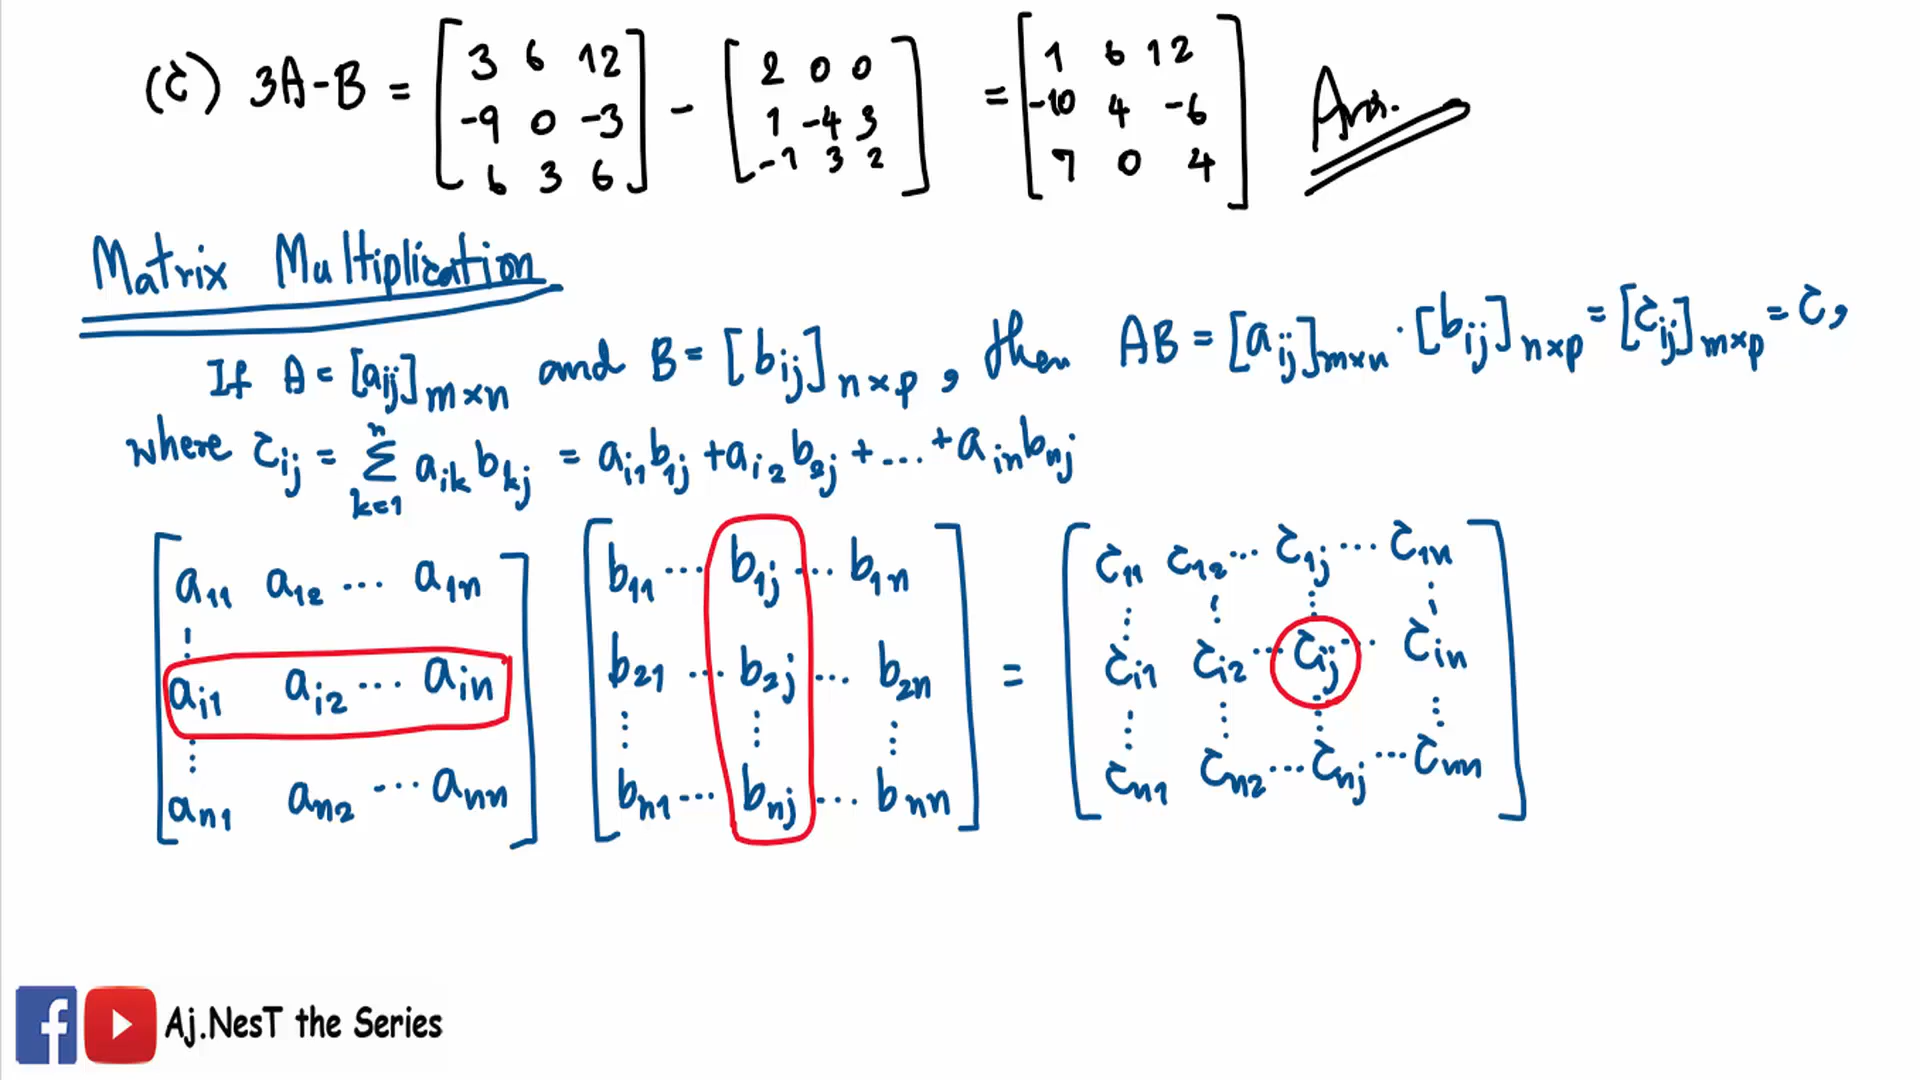 (c) 3A-B = [3 6 12; -9 0 -3; 6 3 6] - [2 0 0; 1 -4 3; -1 3 2] = [1 6 12; -10 4 -6; 7 0 4] Ans.
Matrix Multiplication
If A = [aij]m×n and B = [bij]n×p, then AB = [aij]m×n · [bij]n×p = [cij]m×p = C,
where cij = Σ(k=1 to n) aik bkj = ai1b1j + ai2b2j + ... + ainbnj
[a11 a12 ... a1n; ⋮ ai1 ai2 ... ain; ⋮ an1 an2 ... ann] [b11 ... b1j ... b1n; b21 ... b2j ... b2n; ⋮ ⋮ ⋮ bn1 ... bnj ... bnn] = [c11 c12 ... c1j ... c1n; ⋮ ⋮ ⋮ ⋮ ci1 ci2 ... cij ... cin; ⋮ ⋮ ⋮ ⋮ cn1 cn2 ... cnj ... cnn]
f Aj.NesT the Series